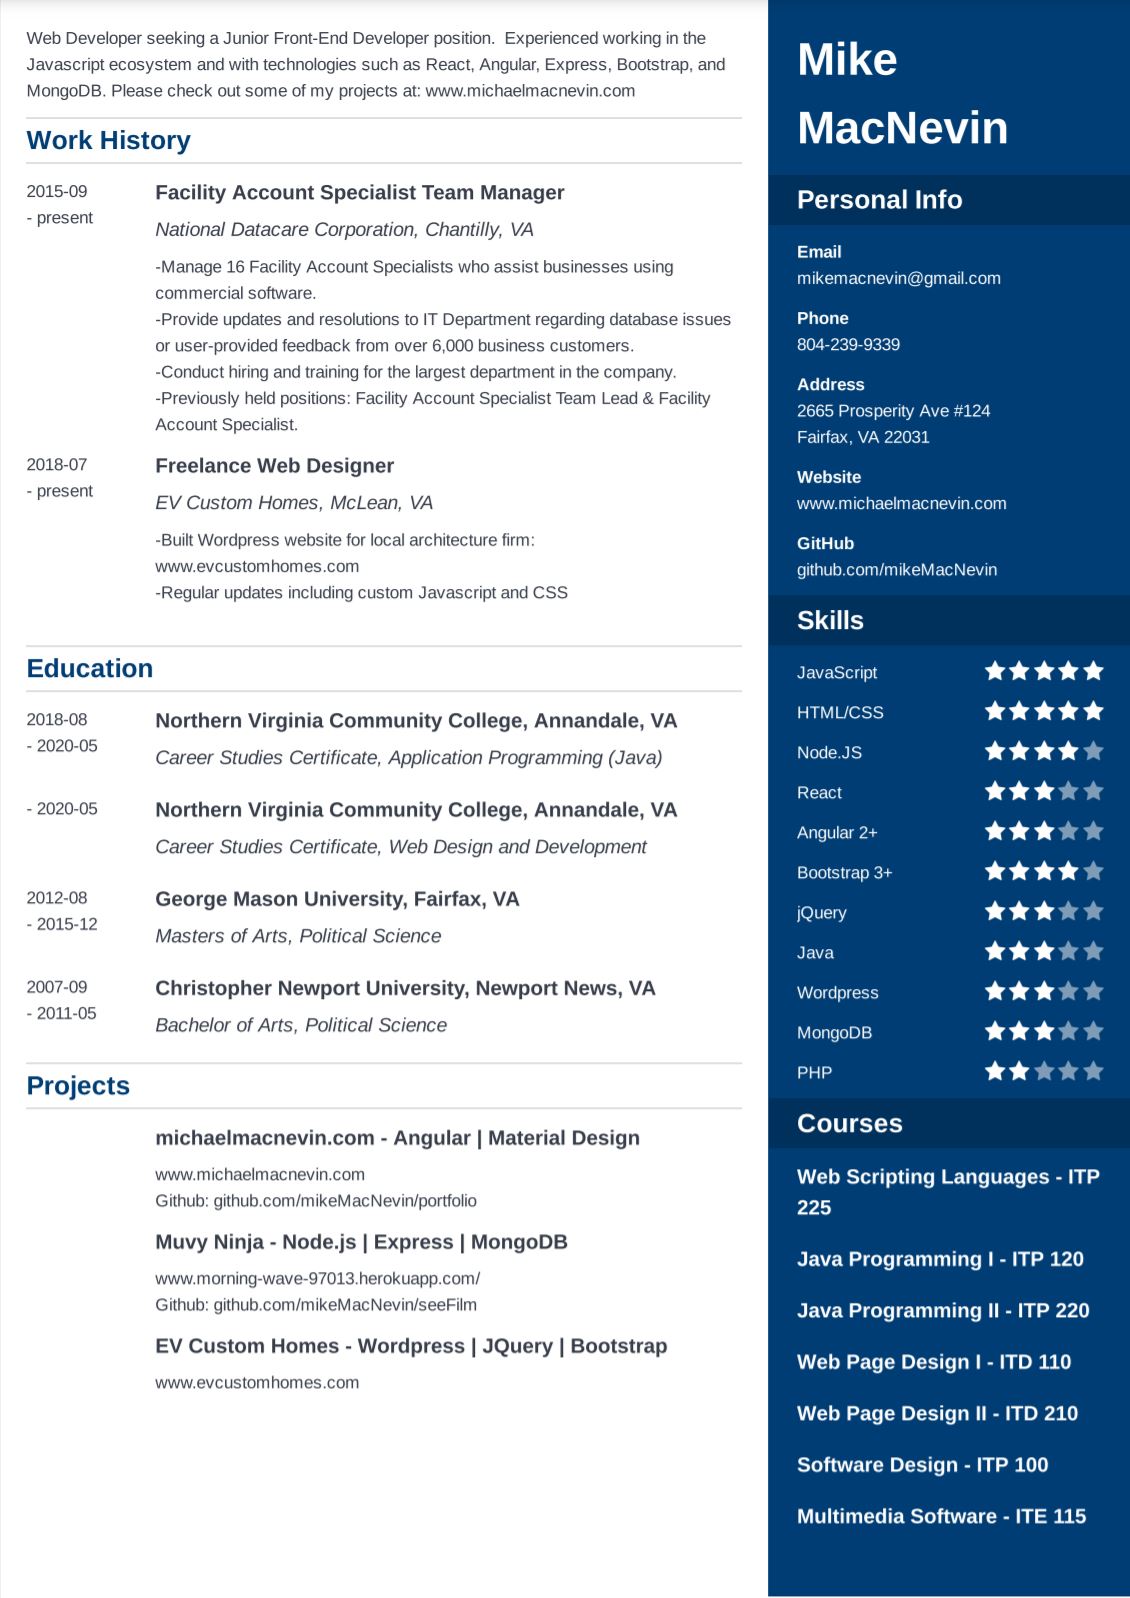 Web Developer seeking a Junior Front-End Developer position.  Experienced working in the
Javascript ecosystem and with technologies such as React, Angular, Express, Bootstrap, and
MongoDB. Please check out some of my projects at: www.michaelmacnevin.com
Work History
2015-09
- present
Facility Account Specialist Team Manager
National Datacare Corporation, Chantilly, VA
-Manage 16 Facility Account Specialists who assist businesses using
commercial software.
-Provide updates and resolutions to IT Department regarding database issues
or user-provided feedback from over 6,000 business customers.
-Conduct hiring and training for the largest department in the company.
-Previously held positions: Facility Account Specialist Team Lead & Facility
Account Specialist.
2018-07
- present
Freelance Web Designer
EV Custom Homes, McLean, VA
-Built Wordpress website for local architecture firm:
www.evcustomhomes.com
-Regular updates including custom Javascript and CSS
Education
2018-08
- 2020-05
Northern Virginia Community College, Annandale, VA
Career Studies Certificate, Application Programming (Java)
- 2020-05
Northern Virginia Community College, Annandale, VA
Career Studies Certificate, Web Design and Development
2012-08
- 2015-12
George Mason University, Fairfax, VA
Masters of Arts, Political Science
2007-09
- 2011-05
Christopher Newport University, Newport News, VA
Bachelor of Arts, Political Science
Projects
michaelmacnevin.com - Angular | Material Design
www.michaelmacnevin.com
Github: github.com/mikeMacNevin/portfolio
Muvy Ninja - Node.js | Express | MongoDB
www.morning-wave-97013.herokuapp.com/
Github: github.com/mikeMacNevin/seeFilm
EV Custom Homes - Wordpress | JQuery | Bootstrap
www.evcustomhomes.com
Mike
MacNevin
Personal Info
Email
mikemacnevin@gmail.com
Phone
804-239-9339
Address
2665 Prosperity Ave #124
Fairfax, VA 22031
Website
www.michaelmacnevin.com
GitHub
github.com/mikeMacNevin
Skills
JavaScript
HTML/CSS
Node.JS
React
Angular 2+
Bootstrap 3+
jQuery
Java
Wordpress
MongoDB
PHP
Courses
Web Scripting Languages - ITP
225
Java Programming I - ITP 120
Java Programming II - ITP 220
Web Page Design I - ITD 110
Web Page Design II - ITD 210
Software Design - ITP 100
Multimedia Software - ITE 115